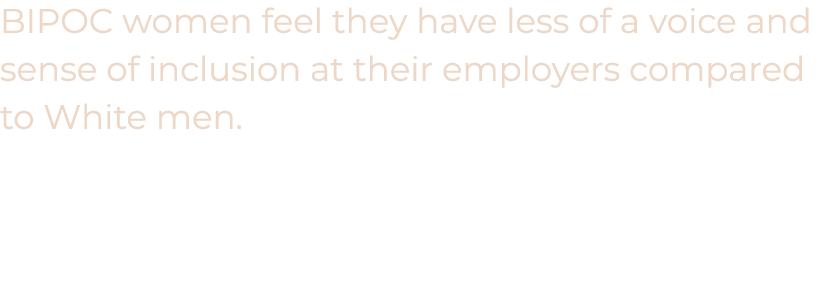 BIPOC women feel they have less of a voice and
sense of inclusion at their employers compared
to White men.